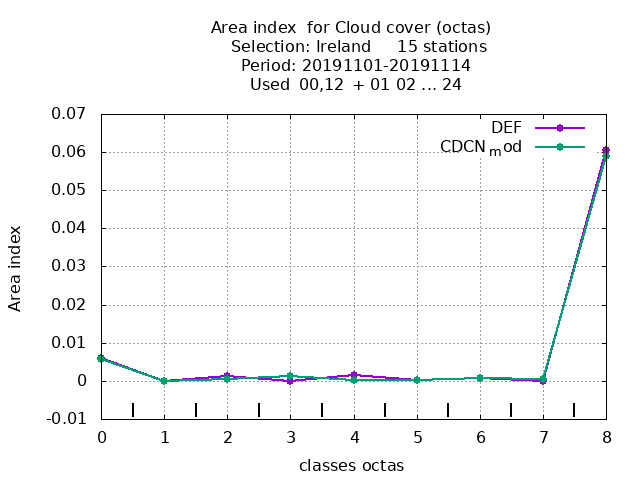 Area index  for Cloud cover (octas)
Selection: Ireland     15 stations
Period: 20191101-20191114
Used  00,12  + 01 02 ... 24
DEF
CDCN_mod
0.07
0.06
0.05
0.04
0.03
0.02
0.01
0
-0.01
Area index
0 1 2 3 4 5 6 7 8
classes octas